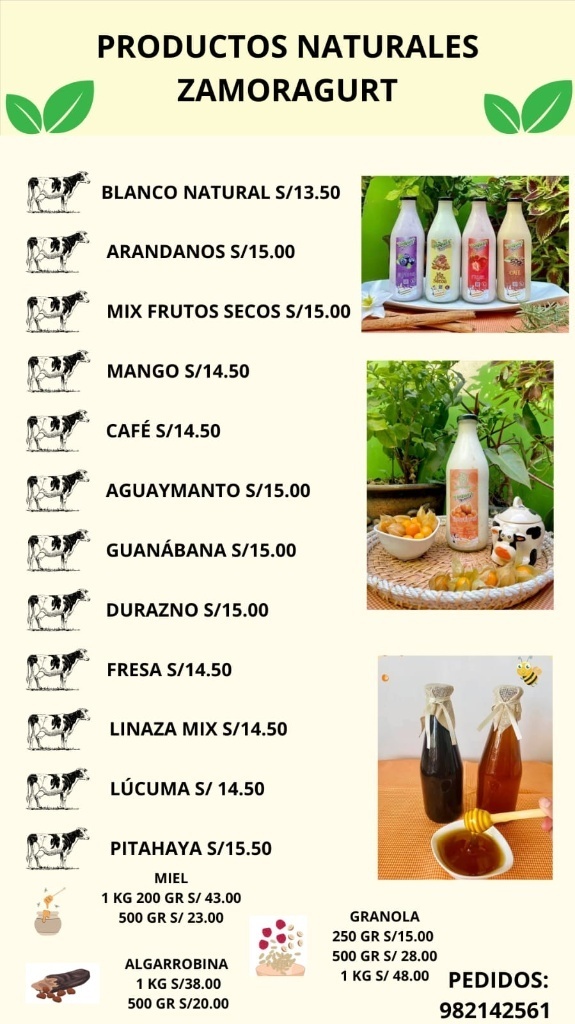 PRODUCTOS NATURALES
ZAMORAGURT
BLANCO NATURAL S/13.50
ARANDANOS S/15.00
MIX FRUTOS SECOS S/15.00
MANGO S/14.50
CAFÉ S/14.50
AGUAYMANTO S/15.00
GUANÁBANA S/15.00
DURAZNO S/15.00
FRESA S/14.50
LINAZA MIX S/14.50
LÚCUMA S/ 14.50
PITAHAYA S/15.50
MIEL
1 KG 200 GR S/ 43.00
500 GR S/ 23.00
ALGARROBINA
1 KG S/38.00
500 GR S/20.00
GRANOLA
250 GR S/15.00
500 GR S/ 28.00
1 KG S/ 48.00
PEDIDOS:
982142561